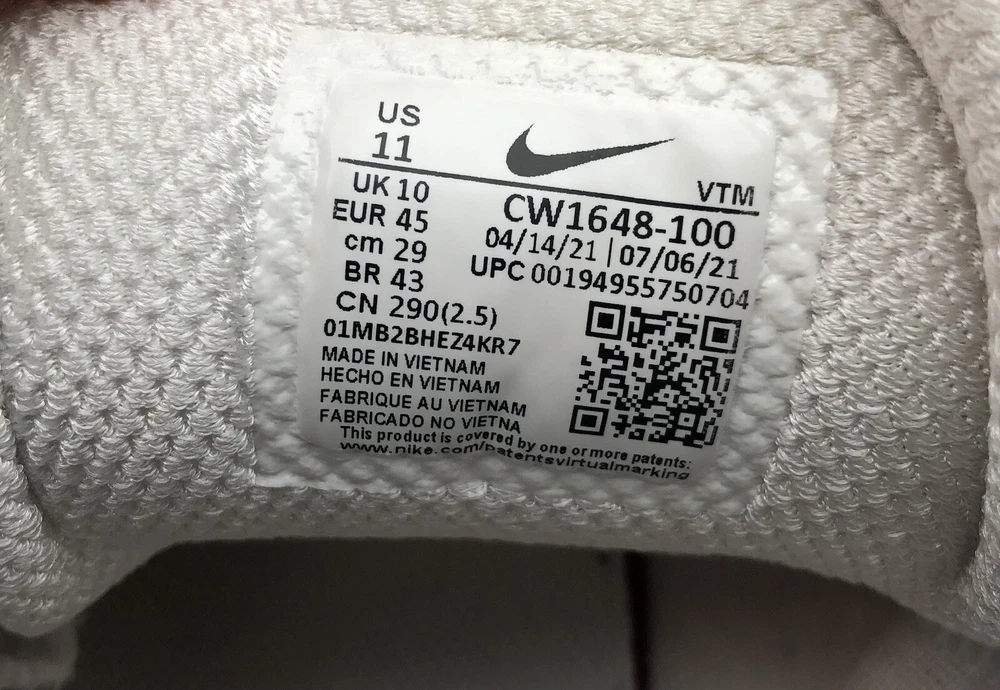 US
11
VTM
UK 10
EUR 45
cm 29
BR 43
CN 290(2.5)
CW1648-100
04/14/21 | 07/06/21
UPC 00194955750704
01MB2BHEZ4KR7
MADE IN VIETNAM
HECHO EN VIETNAM
FABRIQUE AU VIETNAM
FABRICADO NO VIETNA
This product is covered by one or more patents:
www.nike.com/patentsvirtualmarking